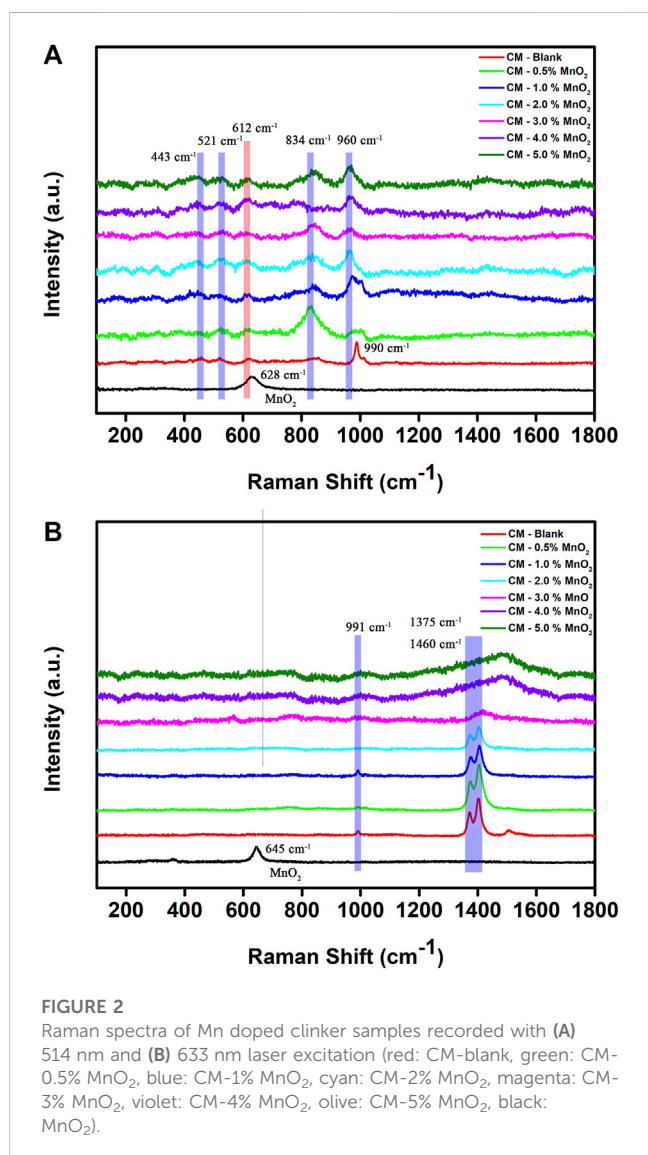 A
CM - Blank
CM - 0.5% MnO₂
CM - 1.0 % MnO₂
CM - 2.0 % MnO₂
CM - 3.0 % MnO₂
CM - 4.0 % MnO₂
CM - 5.0 % MnO₂
443 cm⁻¹
521 cm⁻¹
612 cm⁻¹
834 cm⁻¹
960 cm⁻¹
990 cm⁻¹
628 cm⁻¹
MnO₂
Intensity (a.u.)
200 400 600 800 1000 1200 1400 1600 1800
Raman Shift (cm⁻¹)
B
CM - Blank
CM - 0.5% MnO₂
CM - 1.0 % MnO₂
CM - 2.0 % MnO₂
CM - 3.0 % MnO
CM - 4.0 % MnO₂
CM - 5.0 % MnO₂
991 cm⁻¹
1375 cm⁻¹
1460 cm⁻¹
645 cm⁻¹
MnO₂
Intensity (a.u.)
200 400 600 800 1000 1200 1400 1600 1800
Raman Shift (cm⁻¹)
FIGURE 2
Raman spectra of Mn doped clinker samples recorded with (A)
514 nm and (B) 633 nm laser excitation (red: CM-blank, green: CM-
0.5% MnO₂, blue: CM-1% MnO₂, cyan: CM-2% MnO₂, magenta: CM-
3% MnO₂, violet: CM-4% MnO₂, olive: CM-5% MnO₂, black:
MnO₂).